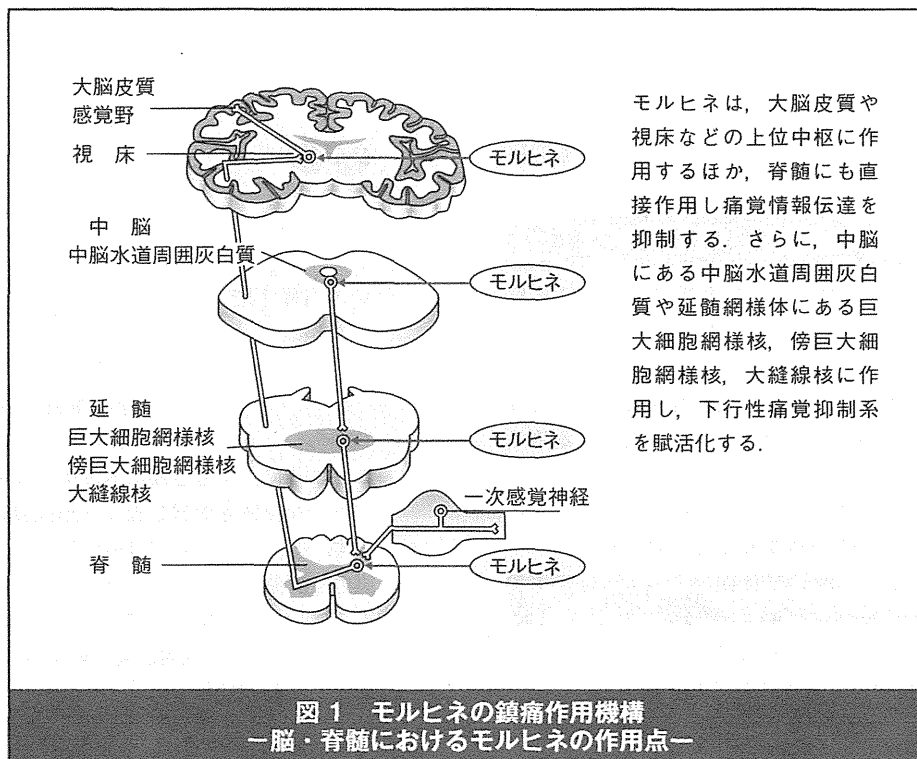 大脳皮質
感覚野
視 床
モルヒネ
中 脳
中脳水道周囲灰白質
モルヒネ
延 髄
巨大細胞網様核
傍巨大細胞網様核
大縫線核
モルヒネ
一次感覚神経
脊 髄
モルヒネ
モルヒネは，大脳皮質や
視床などの上位中枢に作
用するほか，脊髄にも直
接作用し痛覚情報伝達を
抑制する．さらに，中脳
にある中脳水道周囲灰白
質や延髄網様体にある巨
大細胞網様核，傍巨大細
胞網様核，大縫線核に作
用し，下行性痛覚抑制系
を賦活化する．
図 1 モルヒネの鎮痛作用機構
ー脳・脊髄におけるモルヒネの作用点ー